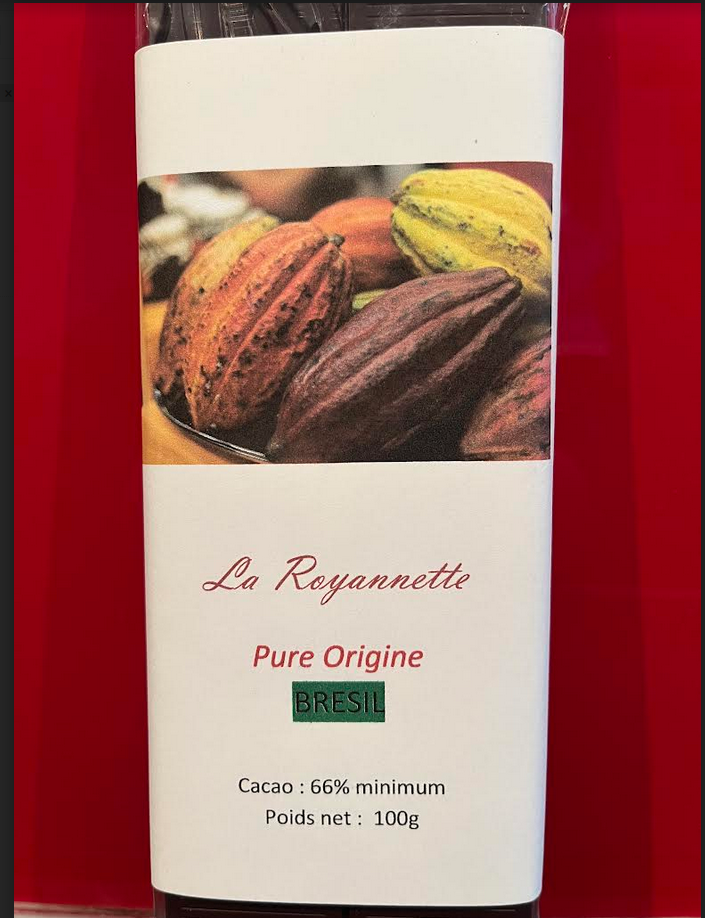 La Royannette
Pure Origine
BRESIL
Cacao : 66% minimum
Poids net : 100g